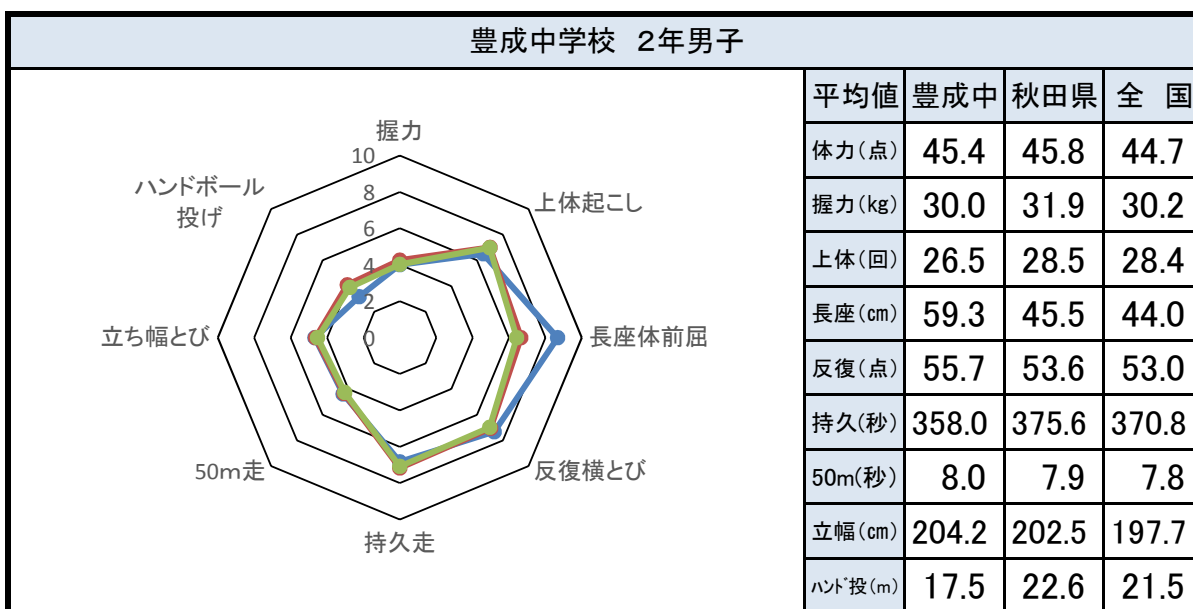 豊成中学校 2年男子
握力
上体起こし
長座体前屈
反復横とび
持久走
50m走
立ち幅とび
ハンドボール
投げ
10
8
6
4
2
0
平均値 豊成中 秋田県 全 国
体力(点) 45.4 45.8 44.7
握力(kg) 30.0 31.9 30.2
上体(回) 26.5 28.5 28.4
長座(㎝) 59.3 45.5 44.0
反復(点) 55.7 53.6 53.0
持久(秒) 358.0 375.6 370.8
50m(秒) 8.0 7.9 7.8
立幅(㎝) 204.2 202.5 197.7
ﾊﾝﾄﾞ投(m) 17.5 22.6 21.5